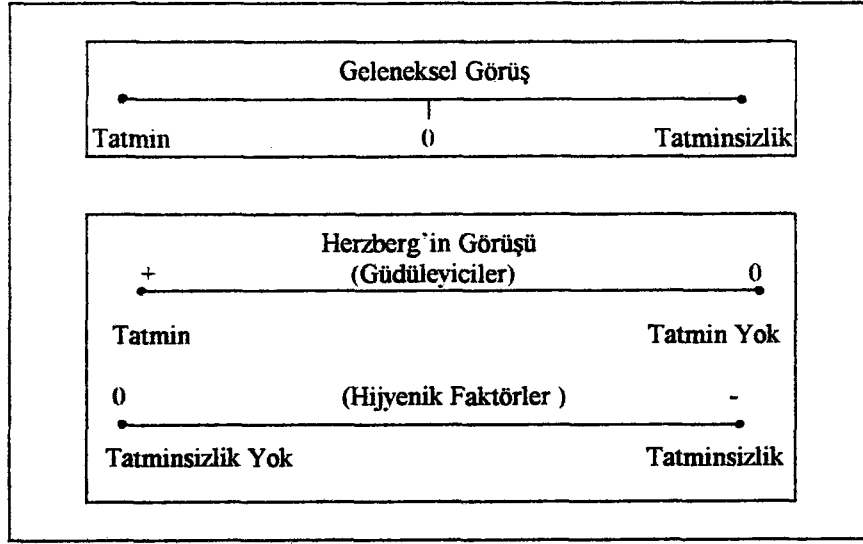 Geleneksel Görüş
Tatmin 0 Tatminsizlik
Herzberg'in Görüşü
+ (Güdüleyiciler) 0
Tatmin Tatmin Yok
0 (Hijyenik Faktörler ) -
Tatminsizlik Yok Tatminsizlik